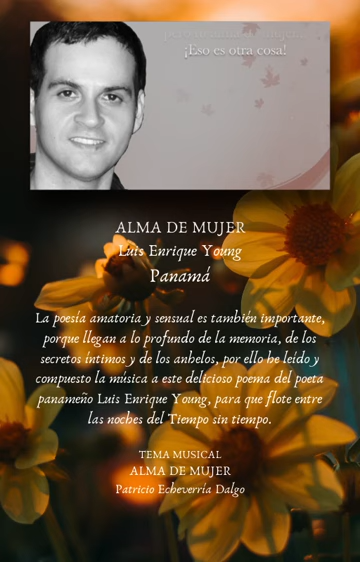 ¡Eso es otra cosa!
ALMA DE MUJER
Luis Enrique Young
Panamá
La poesía amatoria y sensual es también importante,
porque llegan a lo profundo de la memoria, de los
secretos íntimos y de los anhelos, por ello he leído y
compuesto la música a este delicioso poema del poeta
panameño Luis Enrique Young, para que flote entre
las noches del Tiempo sin tiempo.
TEMA MUSICAL
ALMA DE MUJER
Patricio Echeverría Dalgo